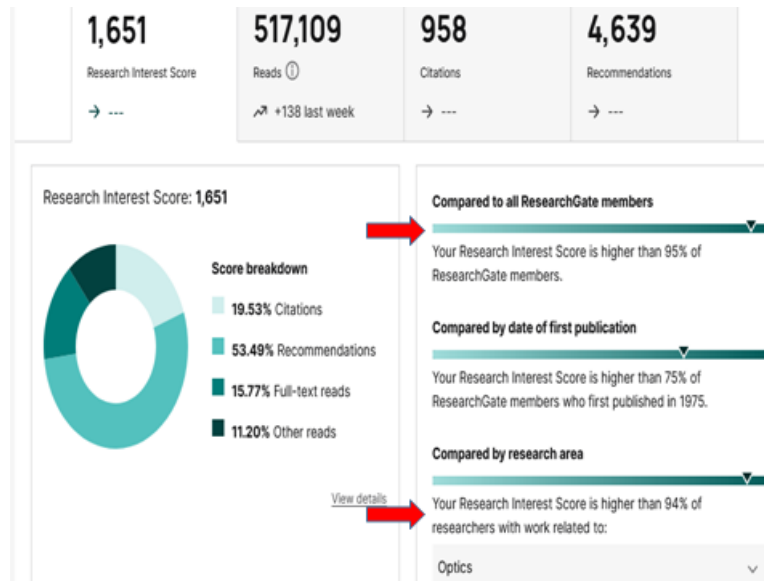 1,651
Research Interest Score
→ ---
517,109
Reads ⓘ
+138 last week
958
Citations
→ ---
4,639
Recommendations
→ ---
Research Interest Score: 1,651
Score breakdown
19.53% Citations
53.49% Recommendations
15.77% Full-text reads
11.20% Other reads
View details
Compared to all ResearchGate members
Your Research Interest Score is higher than 95% of
ResearchGate members.
Compared by date of first publication
Your Research Interest Score is higher than 75% of
ResearchGate members who first published in 1975.
Compared by research area
Your Research Interest Score is higher than 94% of
researchers with work related to:
Optics